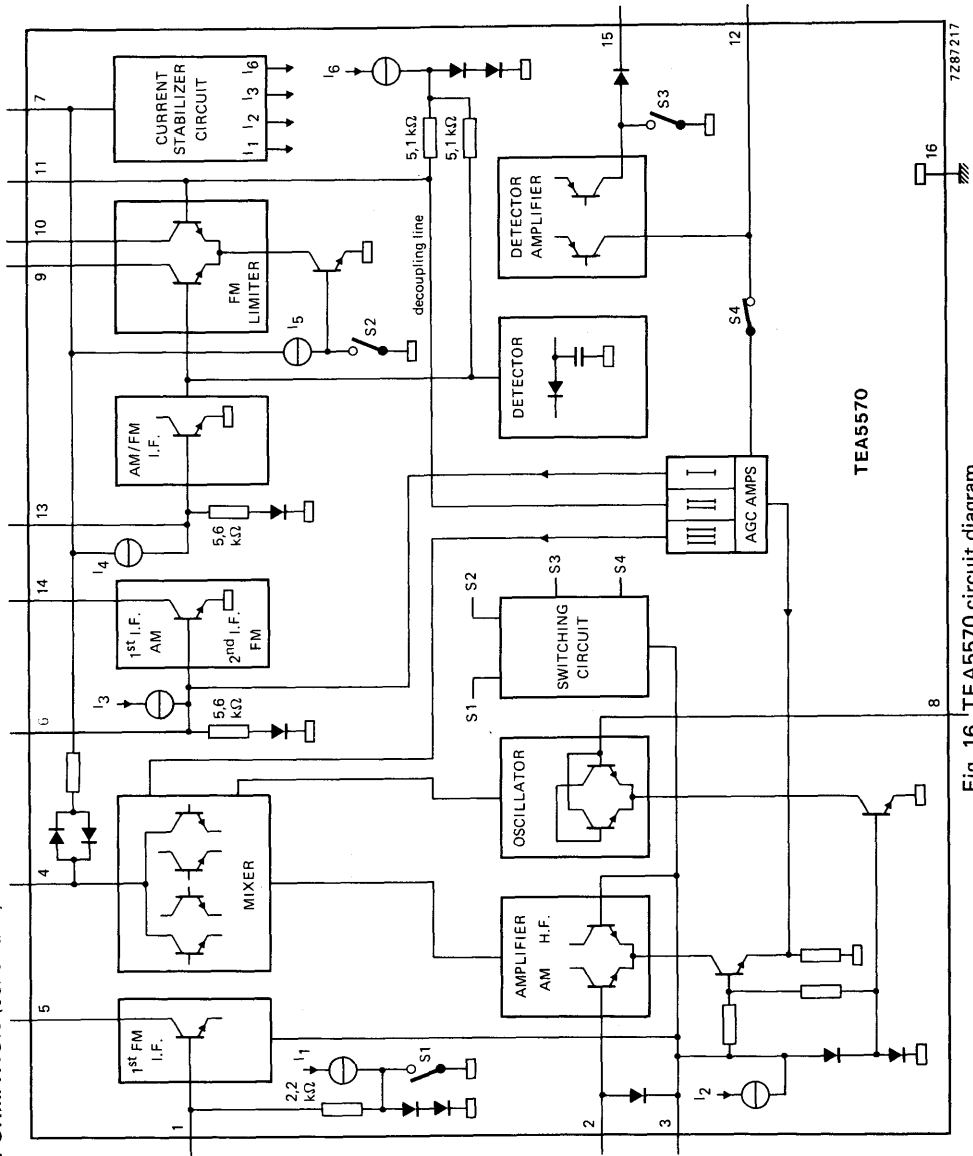 7
11
10
9
13
14
6
4
5
CURRENT
STABILIZER
CIRCUIT
I1 I2 I3 I6
I6
5,1 kΩ
5,1 kΩ
FM
LIMITER
I5
S2
decoupling line
AM/FM
I.F.
5,6
kΩ
I4
1st I.F.
AM
2nd I.F.
FM
I3
5,6
kΩ
MIXER
1st FM
I.F.
2,2
kΩ
I1
S1
1
15
12
S3
DETECTOR
AMPLIFIER
DETECTOR
S4
I
II
III
AGC AMPS
S1
S2
S3
S4
SWITCHING
CIRCUIT
OSCILLATOR
AMPLIFIER
AM H.F.
2
3
I2
8
16
TEA5570
7Z87217
Fig. 16 TEA5570 circuit diagram